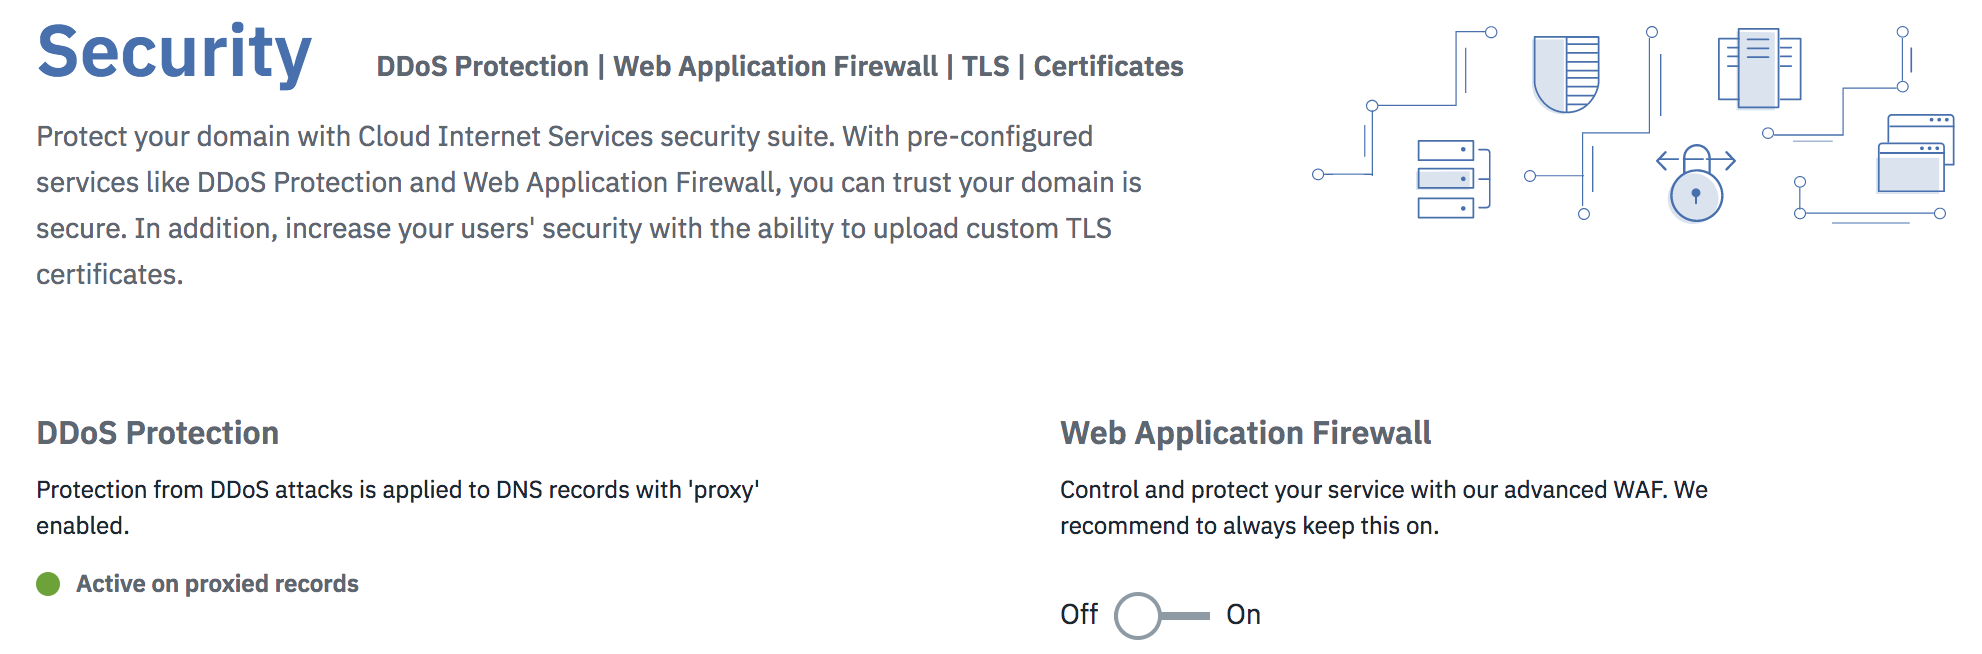 Security
DDoS Protection | Web Application Firewall | TLS | Certificates
Protect your domain with Cloud Internet Services security suite. With pre-configured
services like DDoS Protection and Web Application Firewall, you can trust your domain is
secure. In addition, increase your users' security with the ability to upload custom TLS
certificates.
DDoS Protection
Protection from DDoS attacks is applied to DNS records with 'proxy'
enabled.
Active on proxied records
Web Application Firewall
Control and protect your service with our advanced WAF. We
recommend to always keep this on.
Off On